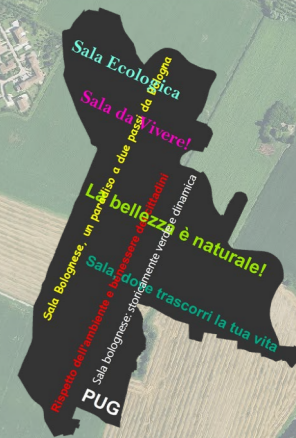 Sala Ecologica
Sala da Vivere!
Sala Bolognese, un paradiso a due passi da Bologna
La bellezza è naturale!
Rispetto dell'ambiente e benessere dei cittadini
Sala bolognese: storicamente verde e dinamica
Sala, dove trascorri la tua vita
PUG